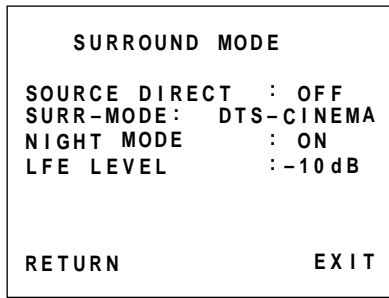 SURROUND MODE
SOURCE DIRECT : OFF
SURR-MODE: DTS-CINEMA
NIGHT MODE : ON
LFE LEVEL :-10dB
RETURN EXIT